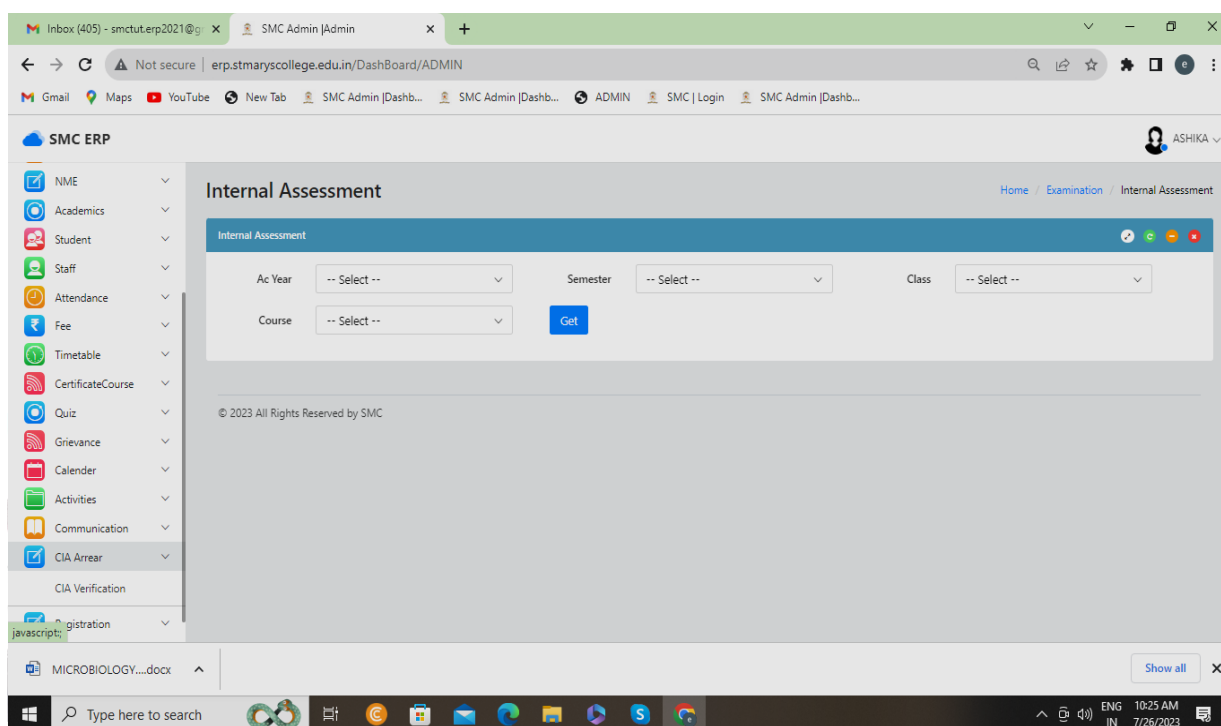 Inbox (405) - smctut.erp2021@g
SMC Admin |Admin
Not secure | erp.stmaryscollege.edu.in/DashBoard/ADMIN
Gmail Maps YouTube New Tab SMC Admin |Dashb... SMC Admin |Dashb... ADMIN SMC | Login SMC Admin |Dashb...
SMC ERP
ASHIKA
NME
Academics
Student
Staff
Attendance
Fee
Timetable
CertificateCourse
Quiz
Grievance
Calender
Activities
Communication
CIA Arrear
CIA Verification
gistration
javascript:;
Internal Assessment
Home / Examination / Internal Assessment
Internal Assessment
Ac Year -- Select -- Semester -- Select -- Class -- Select --
Course -- Select -- Get
© 2023 All Rights Reserved by SMC
MICROBIOLOGY....docx
Show all
Type here to search
ENG 10:25 AM
IN 7/26/2023